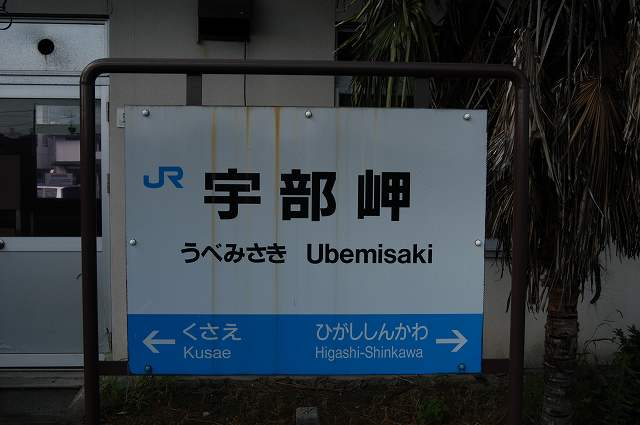 JR 宇部岬
うべみさき Ubemisaki
← くさえ ひがししんかわ →
Kusae Higashi-Shinkawa